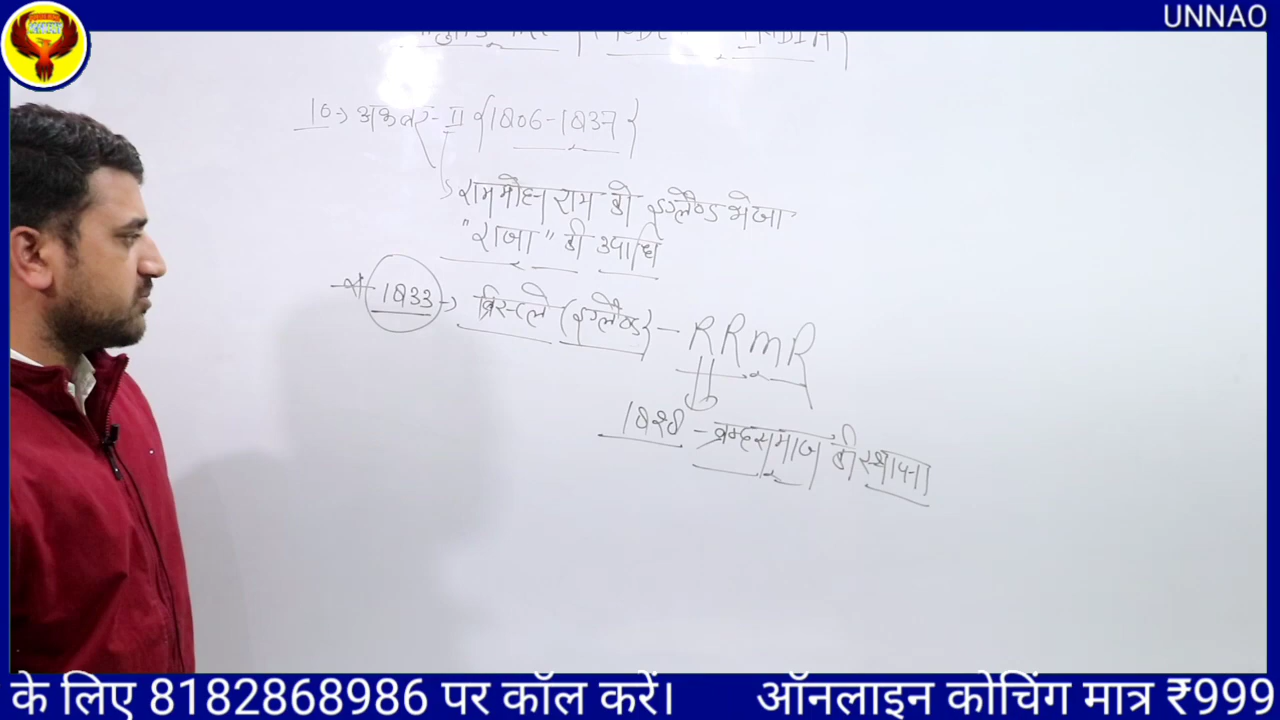 UNNAO
10→ अकबर-II {1806-1837}
राममोहन राय को इंग्लैण्ड भेजा
"राजा" की उपाधि
1833→ ब्रिस्टल (इंग्लैण्ड} - RRMR
1828 - ब्रम्हसमाज की स्थापना
के लिए 8182868986 पर कॉल करें। ऑनलाइन कोचिंग मात्र ₹999